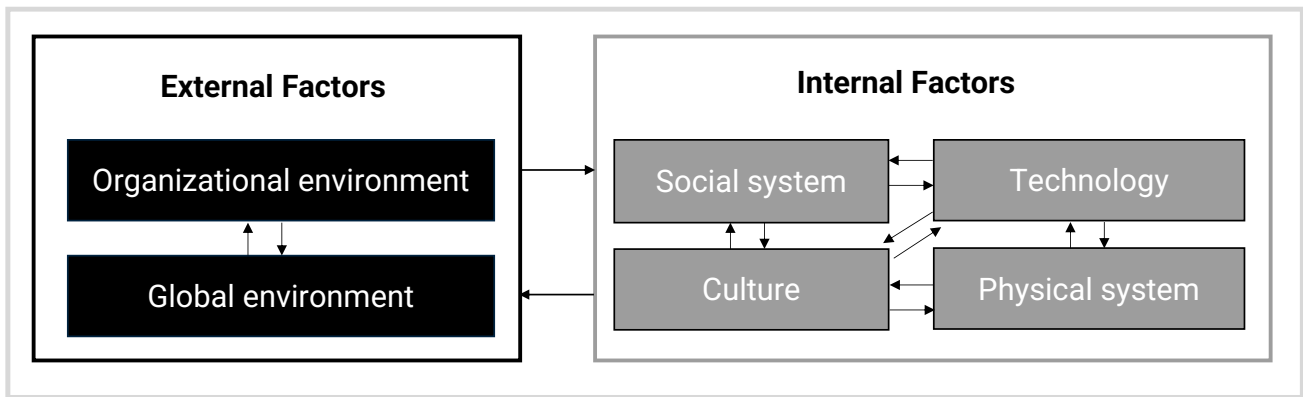 External Factors
Organizational environment
Global environment
Internal Factors
Social system
Technology
Culture
Physical system